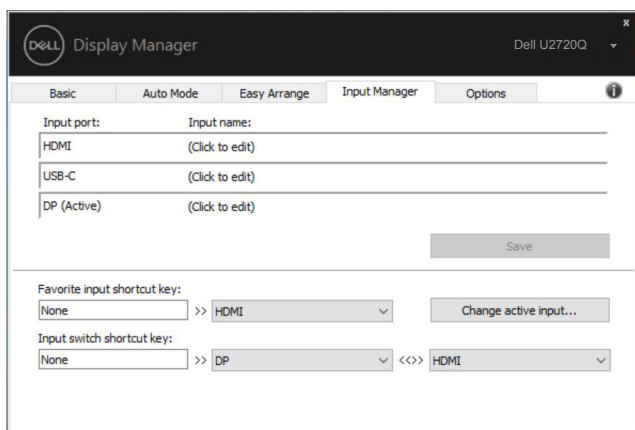 x
DELL Display Manager Dell U2720Q
Basic Auto Mode Easy Arrange Input Manager Options i
Input port: Input name:
HDMI (Click to edit)
USB-C (Click to edit)
DP (Active) (Click to edit)
Save
Favorite input shortcut key:
None >> HDMI Change active input...
Input switch shortcut key:
None >> DP <<>> HDMI